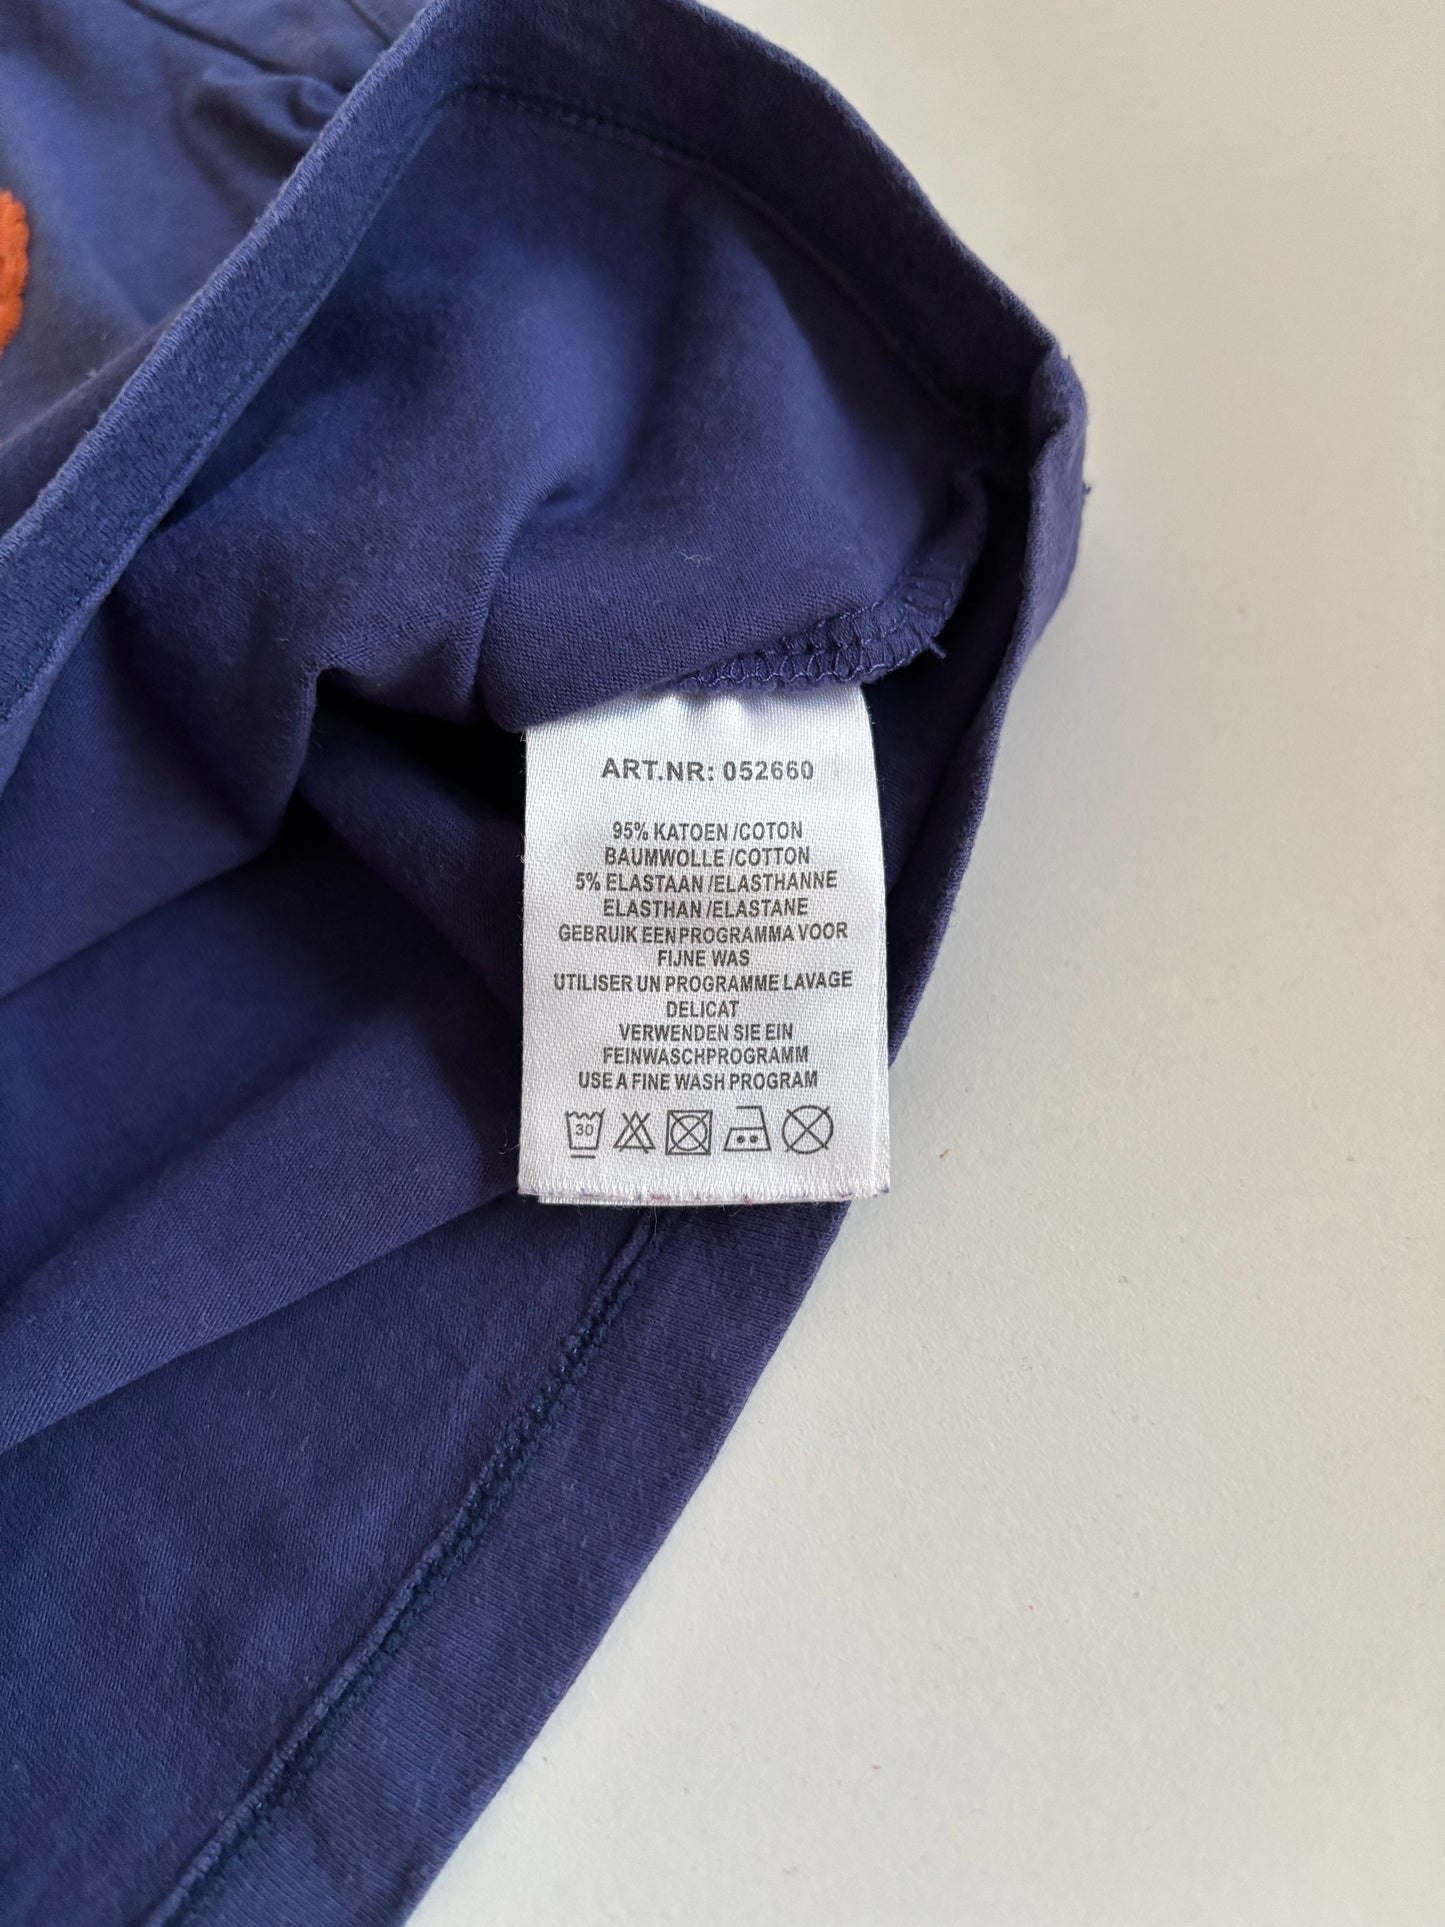 ART.NR: 052660
95% KATOEN /COTON
BAUMWOLLE /COTTON
5% ELASTAAN /ELASTHANNE
ELASTHAN /ELASTANE
GEBRUIK EEN PROGRAMMA VOOR
FIJNE WAS
UTILISER UN PROGRAMME LAVAGE
DELICAT
VERWENDEN SIE EIN
FEINWASCHPROGRAMM
USE A FINE WASH PROGRAM
30